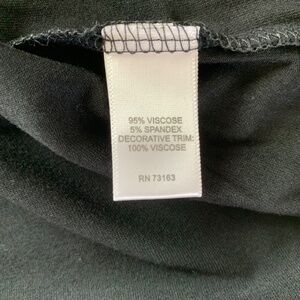 95% VISCOSE
5% SPANDEX
DECORATIVE TRIM:
100% VISCOSE
RN 73163